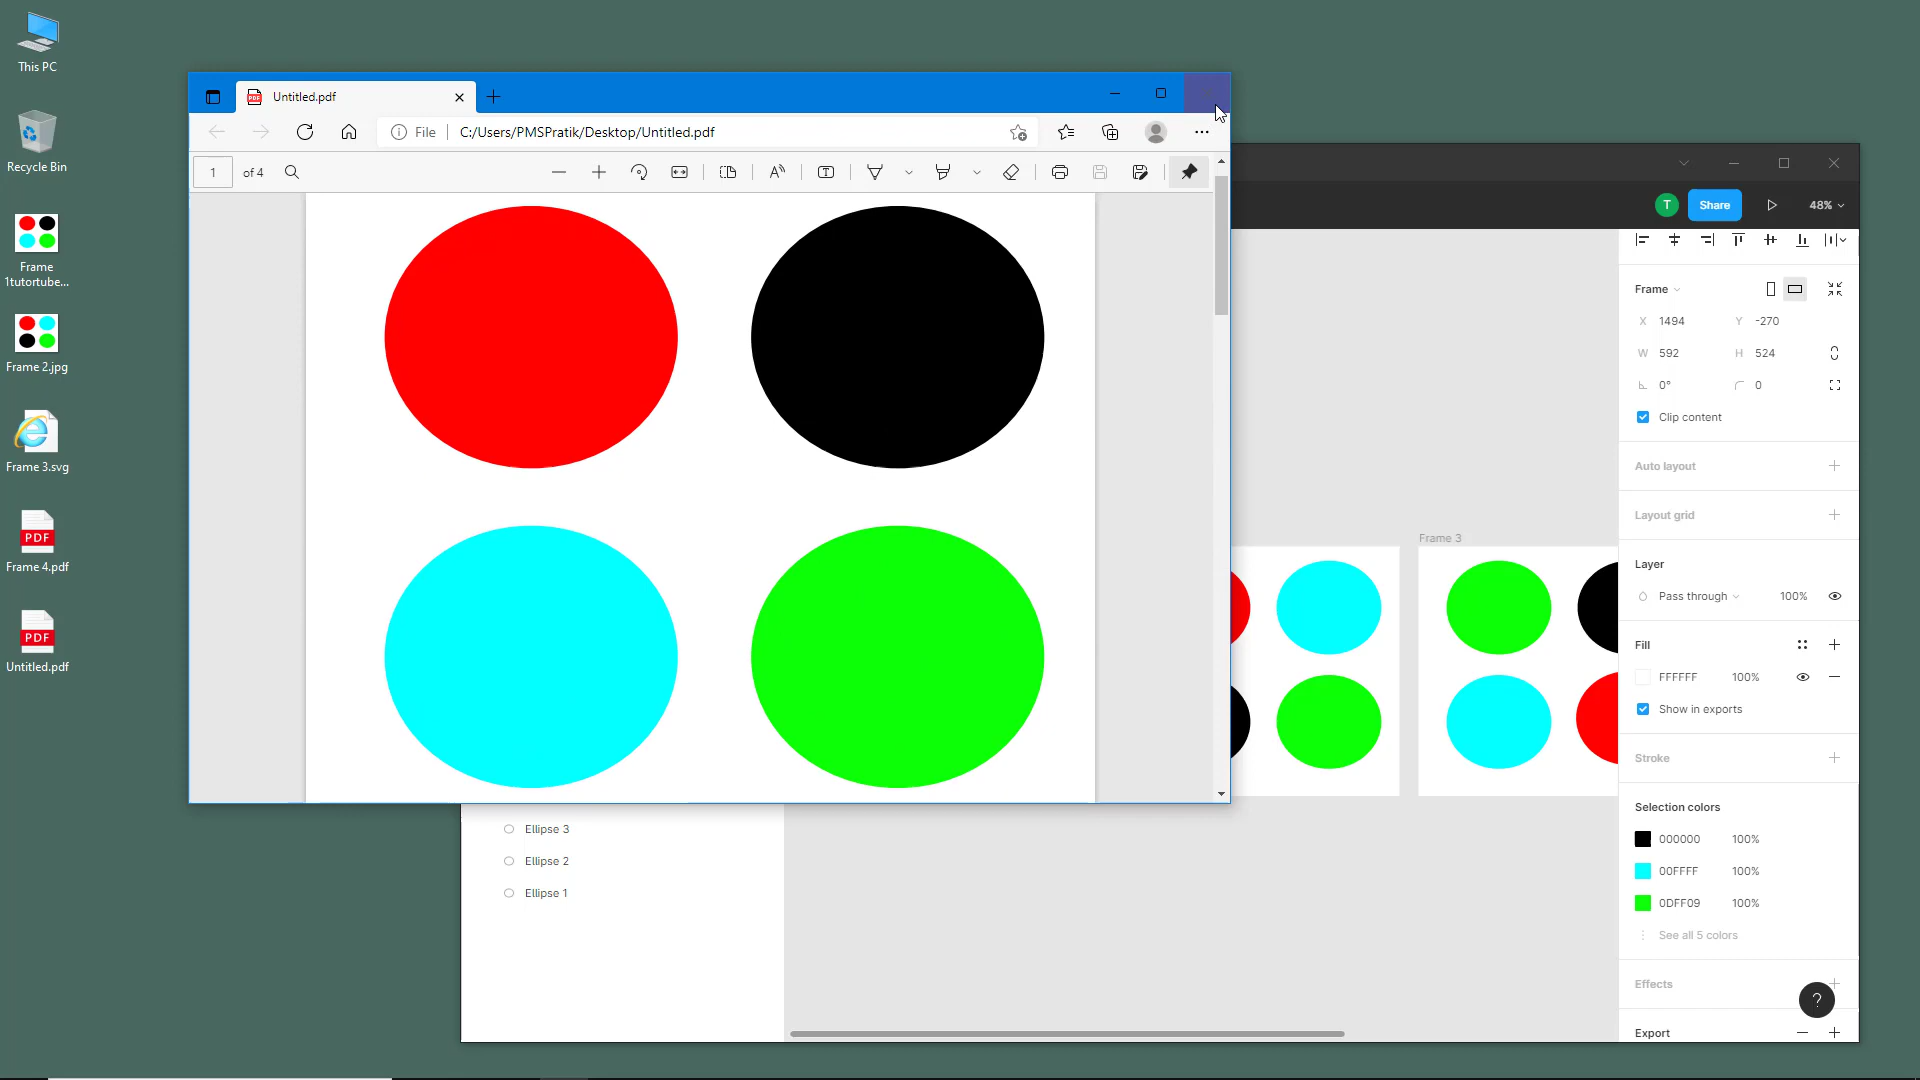 This PC
Recycle Bin
Frame
1tutortube...
Frame 2.jpg
Frame 3.svg
PDF
Frame 4.pdf
PDF
Untitled.pdf
PDF
Untitled.pdf
File
C:/Users/PMSPratik/Desktop/Untitled.pdf
1
of 4
T
Share
48%
Frame
X 1494 Y -270
W 592 H 524
0° 0
Clip content
Auto layout
Layout grid
Layer
Pass through 100%
Fill
FFFFFF 100%
Show in exports
Stroke
Selection colors
000000 100%
00FFFF 100%
0DFF09 100%
See all 5 colors
Effects
?
Export
Frame 3
Ellipse 3
Ellipse 2
Ellipse 1